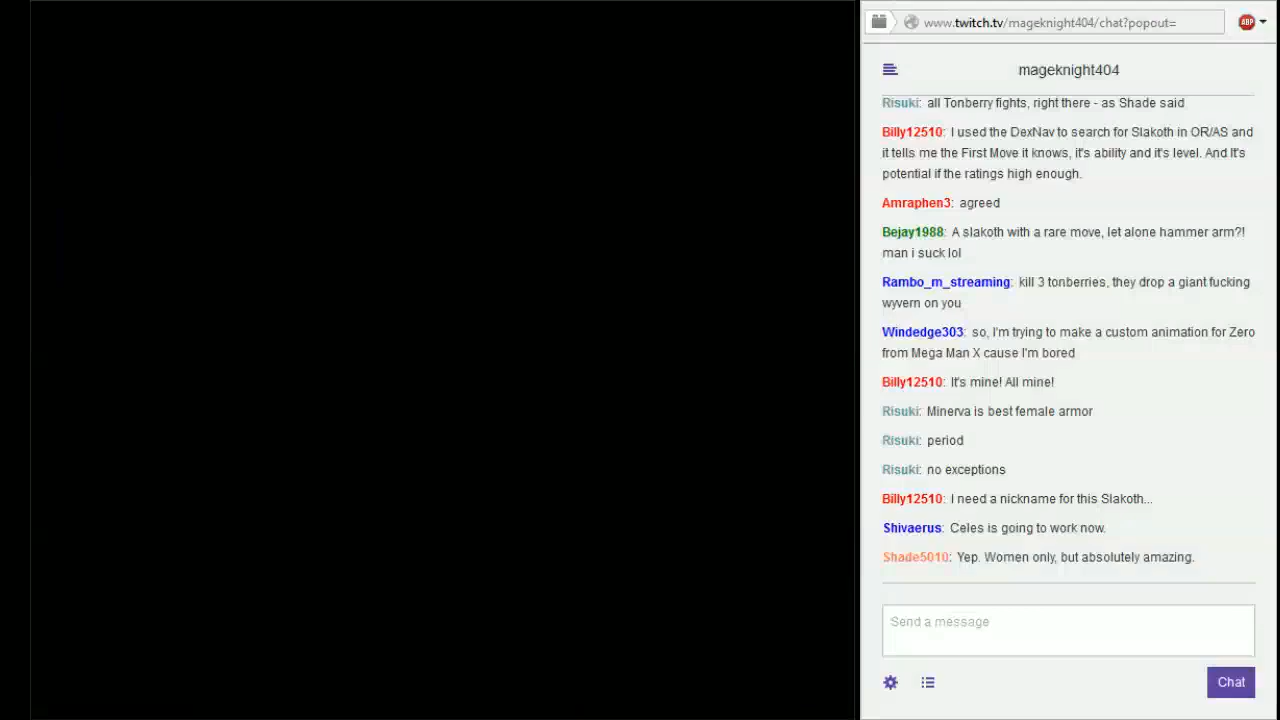 www.twitch.tv/mageknight404/chat?popout=
ABP
mageknight404
Risuki: all Tonberry fights, right there - as Shade said
Billy12510: I used the DexNav to search for Slakoth in OR/AS and
it tells me the First Move it knows, it's ability and it's level. And It's
potential if the ratings high enough.
Amraphen3: agreed
Bejay1988: A slakoth with a rare move, let alone hammer arm?!
man i suck lol
Rambo_m_streaming: kill 3 tonberries, they drop a giant fucking
wyvern on you
Windedge303: so, I'm trying to make a custom animation for Zero
from Mega Man X cause I'm bored
Billy12510: It's mine! All mine!
Risuki: Minerva is best female armor
Risuki: period
Risuki: no exceptions
Billy12510: I need a nickname for this Slakoth...
Shivaerus: Celes is going to work now.
Shade5010: Yep. Women only, but absolutely amazing.
Send a message
Chat